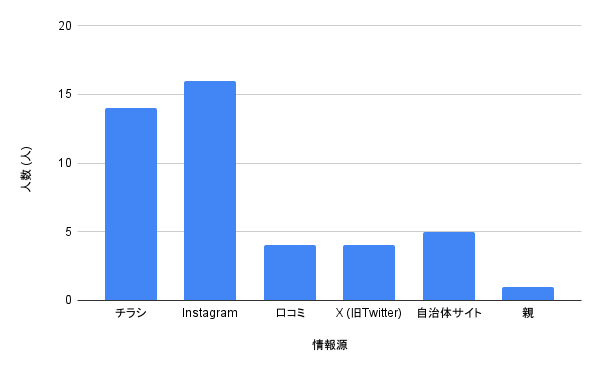 20
15
10
5
0
人数 (人)
チラシ
Instagram
口コミ
X (旧Twitter)
自治体サイト
親
情報源